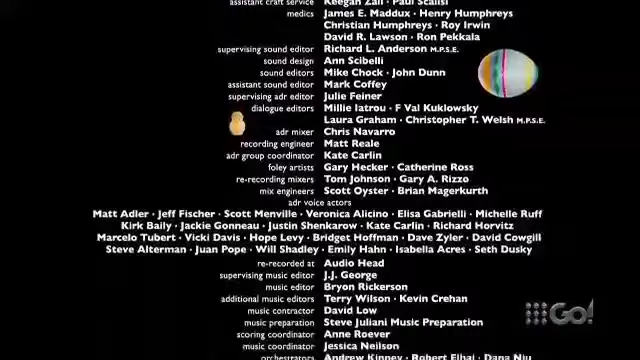 assistant craft service Keegan Zall · Paul Scalisi
medics James E. Maddux · Henry Humphreys
Christian Humphreys · Roy Irwin
David R. Lawson · Ron Pekkala
supervising sound editor Richard L. Anderson M.P.S.E.
sound design Ann Scibelli
sound editors Mike Chock · John Dunn
assistant sound editor Mark Coffey
supervising adr editor Julie Feiner
dialogue editors Millie Iatrou · F Val Kuklowsky
Laura Graham · Christopher T. Welsh M.P.S.E.
adr mixer Chris Navarro
recording engineer Matt Reale
adr group coordinator Kate Carlin
foley artists Gary Hecker · Catherine Ross
re-recording mixers Tom Johnson · Gary A. Rizzo
mix engineers Scott Oyster · Brian Magerkurth
adr voice actors
Matt Adler · Jeff Fischer · Scott Menville · Veronica Alicino · Elisa Gabrielli · Michelle Ruff
Kirk Baily · Jackie Gonneau · Justin Shenkarow · Kate Carlin · Richard Horvitz
Marcelo Tubert · Vicki Davis · Hope Levy · Bridget Hoffman · Dave Zyler · David Cowgill
Steve Alterman · Juan Pope · Will Shadley · Emily Hahn · Isabella Acres · Seth Dusky
re-recorded at Audio Head
supervising music editor J.J. George
music editor Bryon Rickerson
additional music editors Terry Wilson · Kevin Crehan
music contractor David Low
music preparation Steve Juliani Music Preparation
scoring coordinator Anne Roever
music coordinator Jessica Neilson
orchestrators Andrew Kinney · Robert Elhai · Dana Niu
Go!